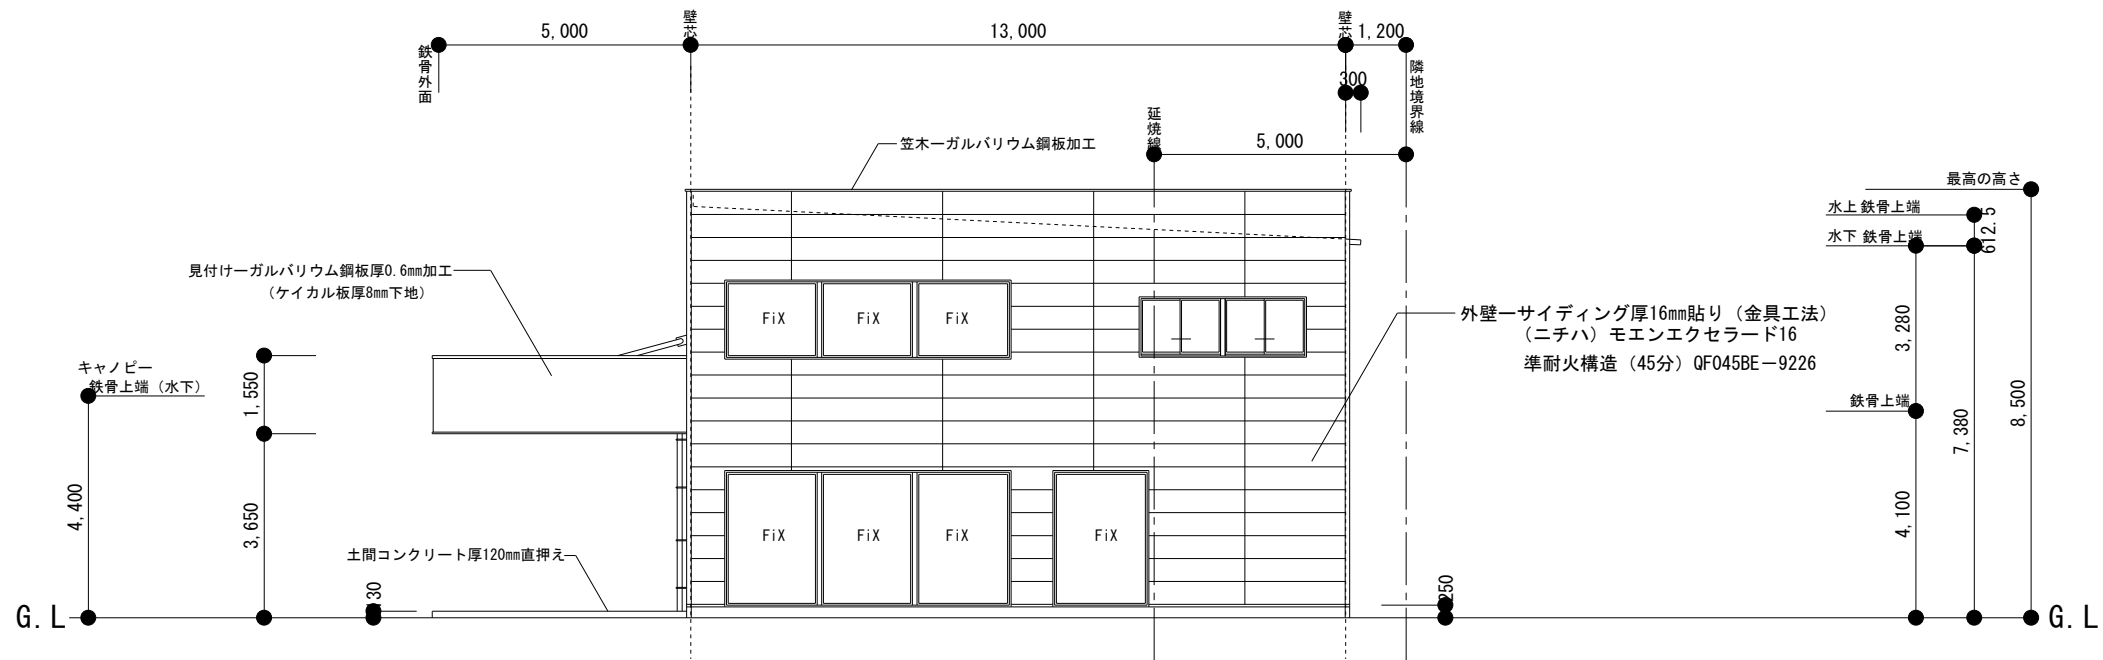 5,000
壁芯
13,000
壁芯
1,200
鉄骨外面
300
隣地境界線
延焼線
5,000
笠木ーガルバリウム鋼板加工
最高の高さ
水上 鉄骨上端
612.5
水下 鉄骨上端
見付けーガルバリウム鋼板厚0.6mm加工
（ケイカル板厚8mm下地）
FiX
FiX
FiX
外壁ーサイディング厚16mm貼り（金具工法）
（ニチハ）モエンエクセラード16
準耐火構造（45分）QF045BE－9226
3,280
キャノピー
鉄骨上端（水下）
1,550
鉄骨上端
8,500
7,380
4,400
3,650
4,100
FiX
FiX
FiX
FiX
土間コンクリート厚120mm直押え
250
G.L
G.L